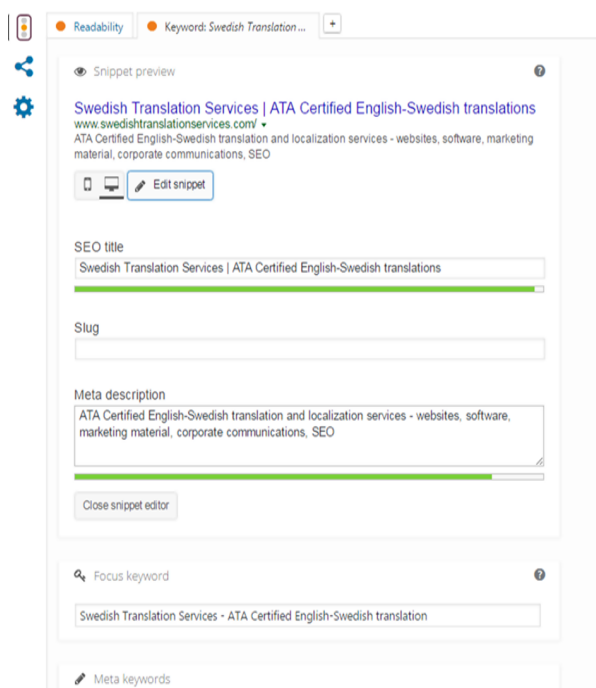 Readability
Keyword: Swedish Translation ...
+
Snippet preview
?
Swedish Translation Services | ATA Certified English-Swedish translations
www.swedishtranslationservices.com/
ATA Certified English-Swedish translation and localization services - websites, software, marketing
material, corporate communications, SEO
Edit snippet
SEO title
Swedish Translation Services | ATA Certified English-Swedish translations
Slug
Meta description
ATA Certified English-Swedish translation and localization services - websites, software,
marketing material, corporate communications, SEO
Close snippet editor
Focus keyword
?
Swedish Translation Services - ATA Certified English-Swedish translation
Meta keywords